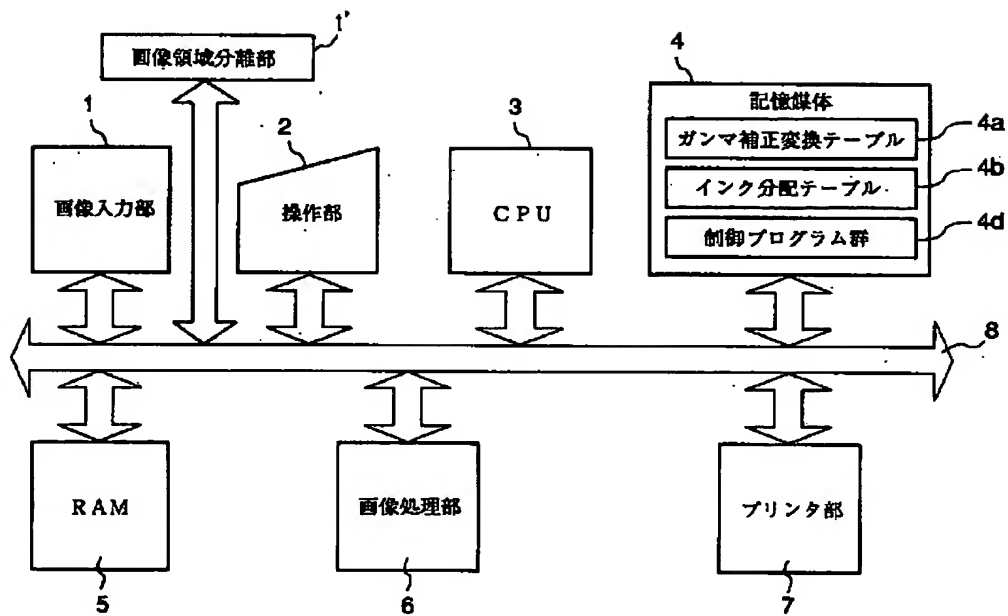 1'
画像領域分離部
1
画像入力部
2
操作部
3
CPU
4
記憶媒体
ガンマ補正変換テーブル
4a
インク分配テーブル
4b
制御プログラム群
4d
8
RAM
5
画像処理部
6
プリンタ部
7